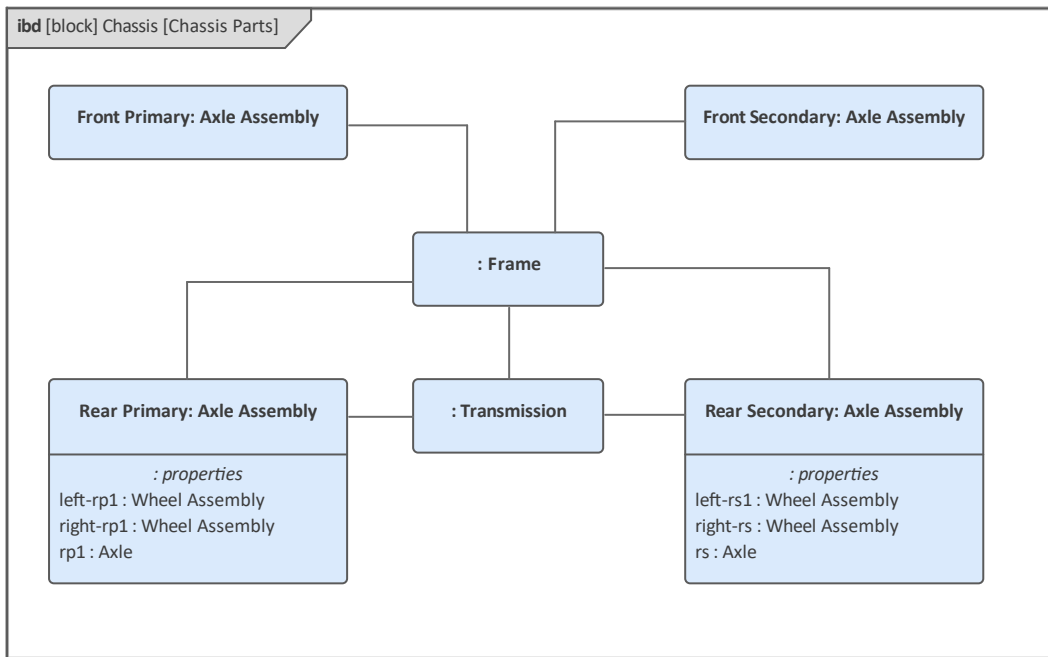 ibd [block] Chassis [Chassis Parts]
Front Primary: Axle Assembly
Front Secondary: Axle Assembly
: Frame
Rear Primary: Axle Assembly
: Transmission
Rear Secondary: Axle Assembly
: properties
left-rp1 : Wheel Assembly
right-rp1 : Wheel Assembly
rp1 : Axle
: properties
left-rs1 : Wheel Assembly
right-rs : Wheel Assembly
rs : Axle